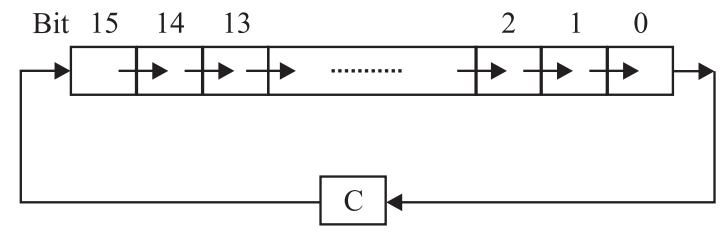 Bit 15 14 13 2 1 0
............
C